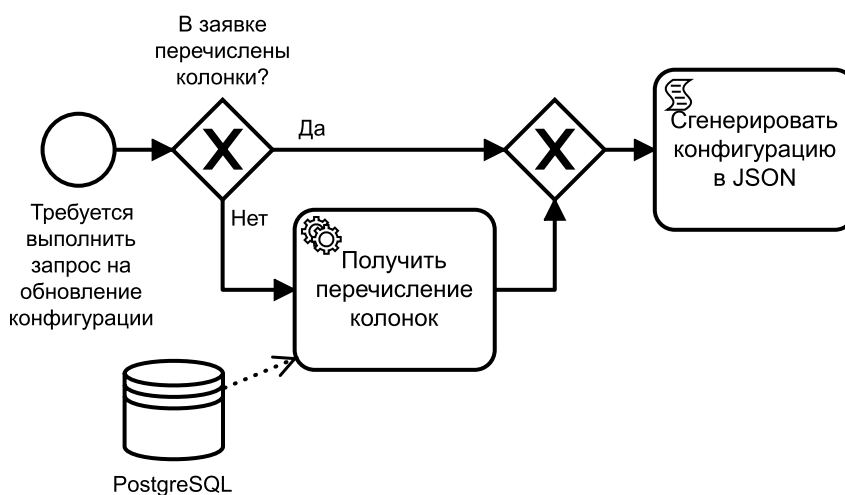 В заявке
перечислены
колонки?
Да
Сгенерировать
конфигурацию
в JSON
Требуется
выполнить
запрос на
обновление
конфигурации
Нет
Получить
перечисление
колонок
PostgreSQL